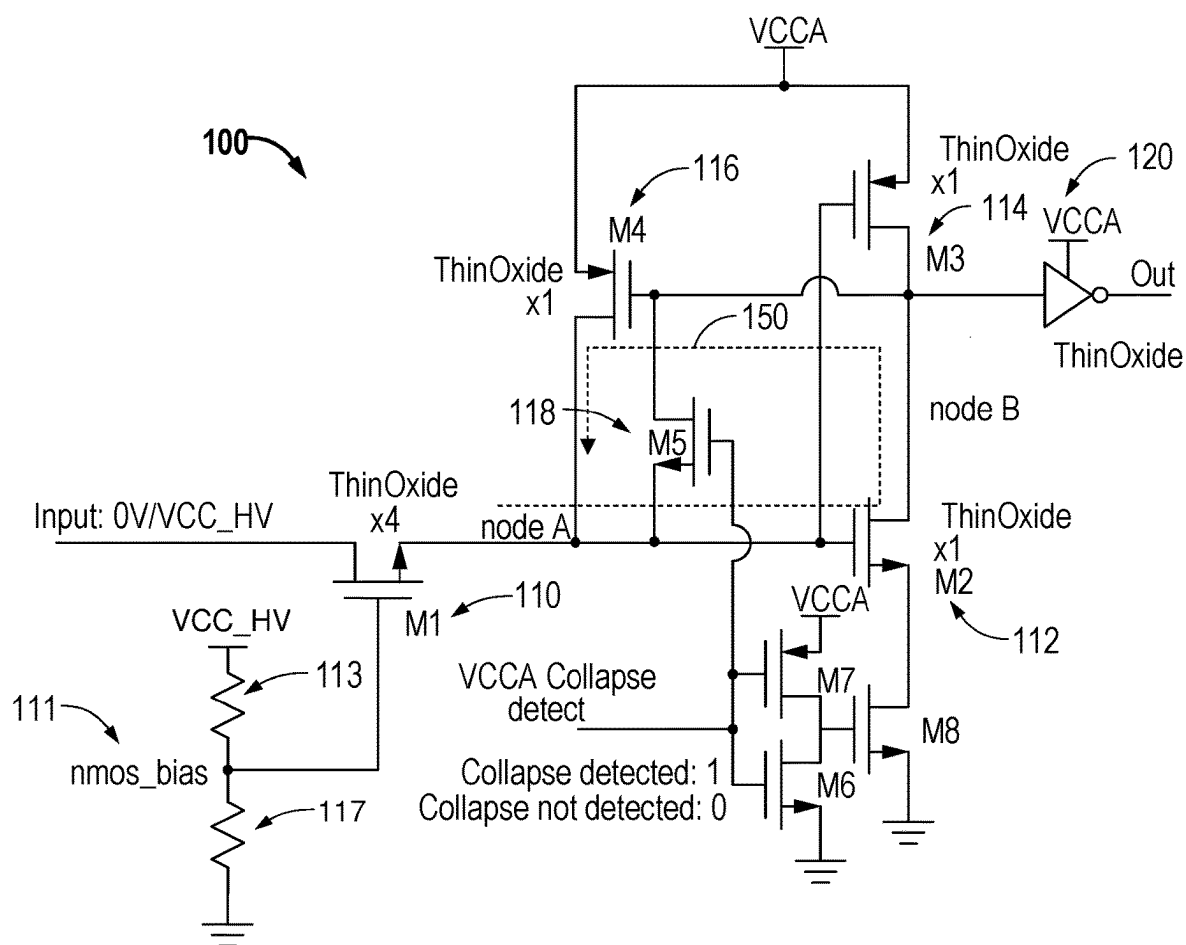 VCCA
100
ThinOxide
x1
120
116
VCCA
114
M4
M3
ThinOxide
x1
Out
150
ThinOxide
118
M5
node B
ThinOxide
x4
Input: 0V/VCC_HV
node A
ThinOxide
x1
M2
110
M1
VCCA
112
VCC_HV
113
VCCA Collapse
detect
M7
111
M8
nmos_bias
Collapse detected: 1
M6
Collapse not detected: 0
117